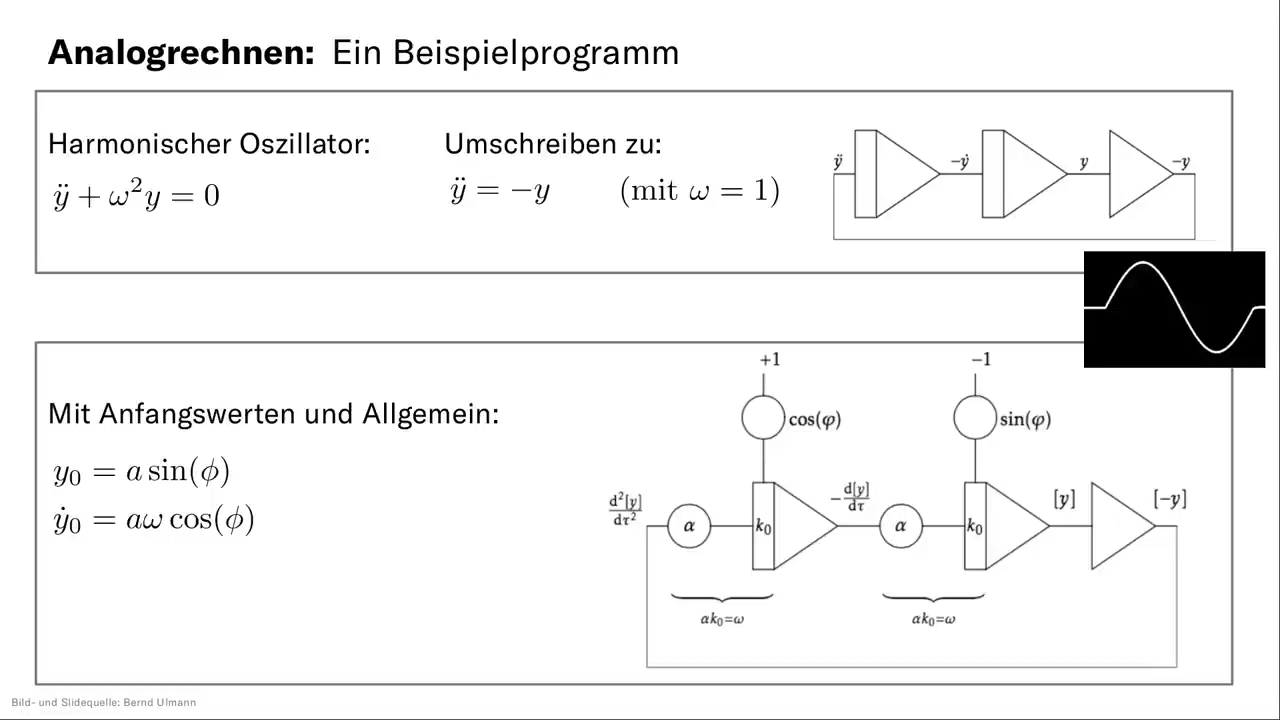 Analogrechnen: Ein Beispielprogramm
Harmonischer Oszillator:
ÿ + ω²y = 0
Umschreiben zu:
ÿ = −y (mit ω = 1)
ÿ −ẏ y −y
Mit Anfangswerten und Allgemein:
y₀ = a sin(ϕ)
ẏ₀ = aω cos(ϕ)
+1 −1
cos(φ) sin(φ)
d²[y]/dτ² α k₀ −d[y]/dτ α k₀ [y] [−y]
αk₀=ω αk₀=ω
Bild- und Slidequelle: Bernd Ulmann